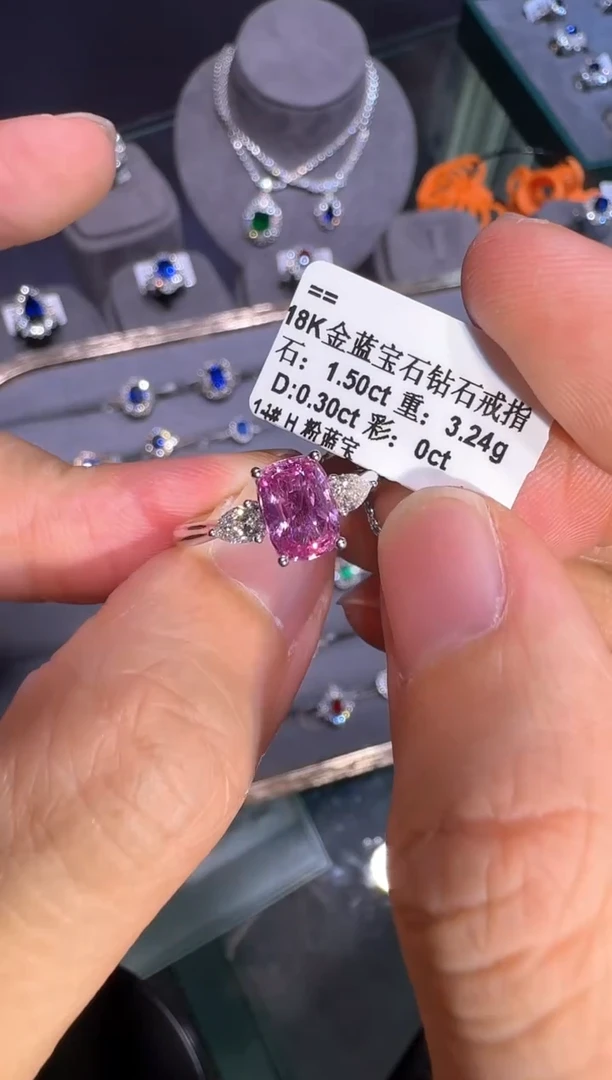 ==
18K金蓝宝石钻石戒指
石: 1.50ct 重: 3.24g
D:0.30ct 彩: 0ct
H 粉蓝宝